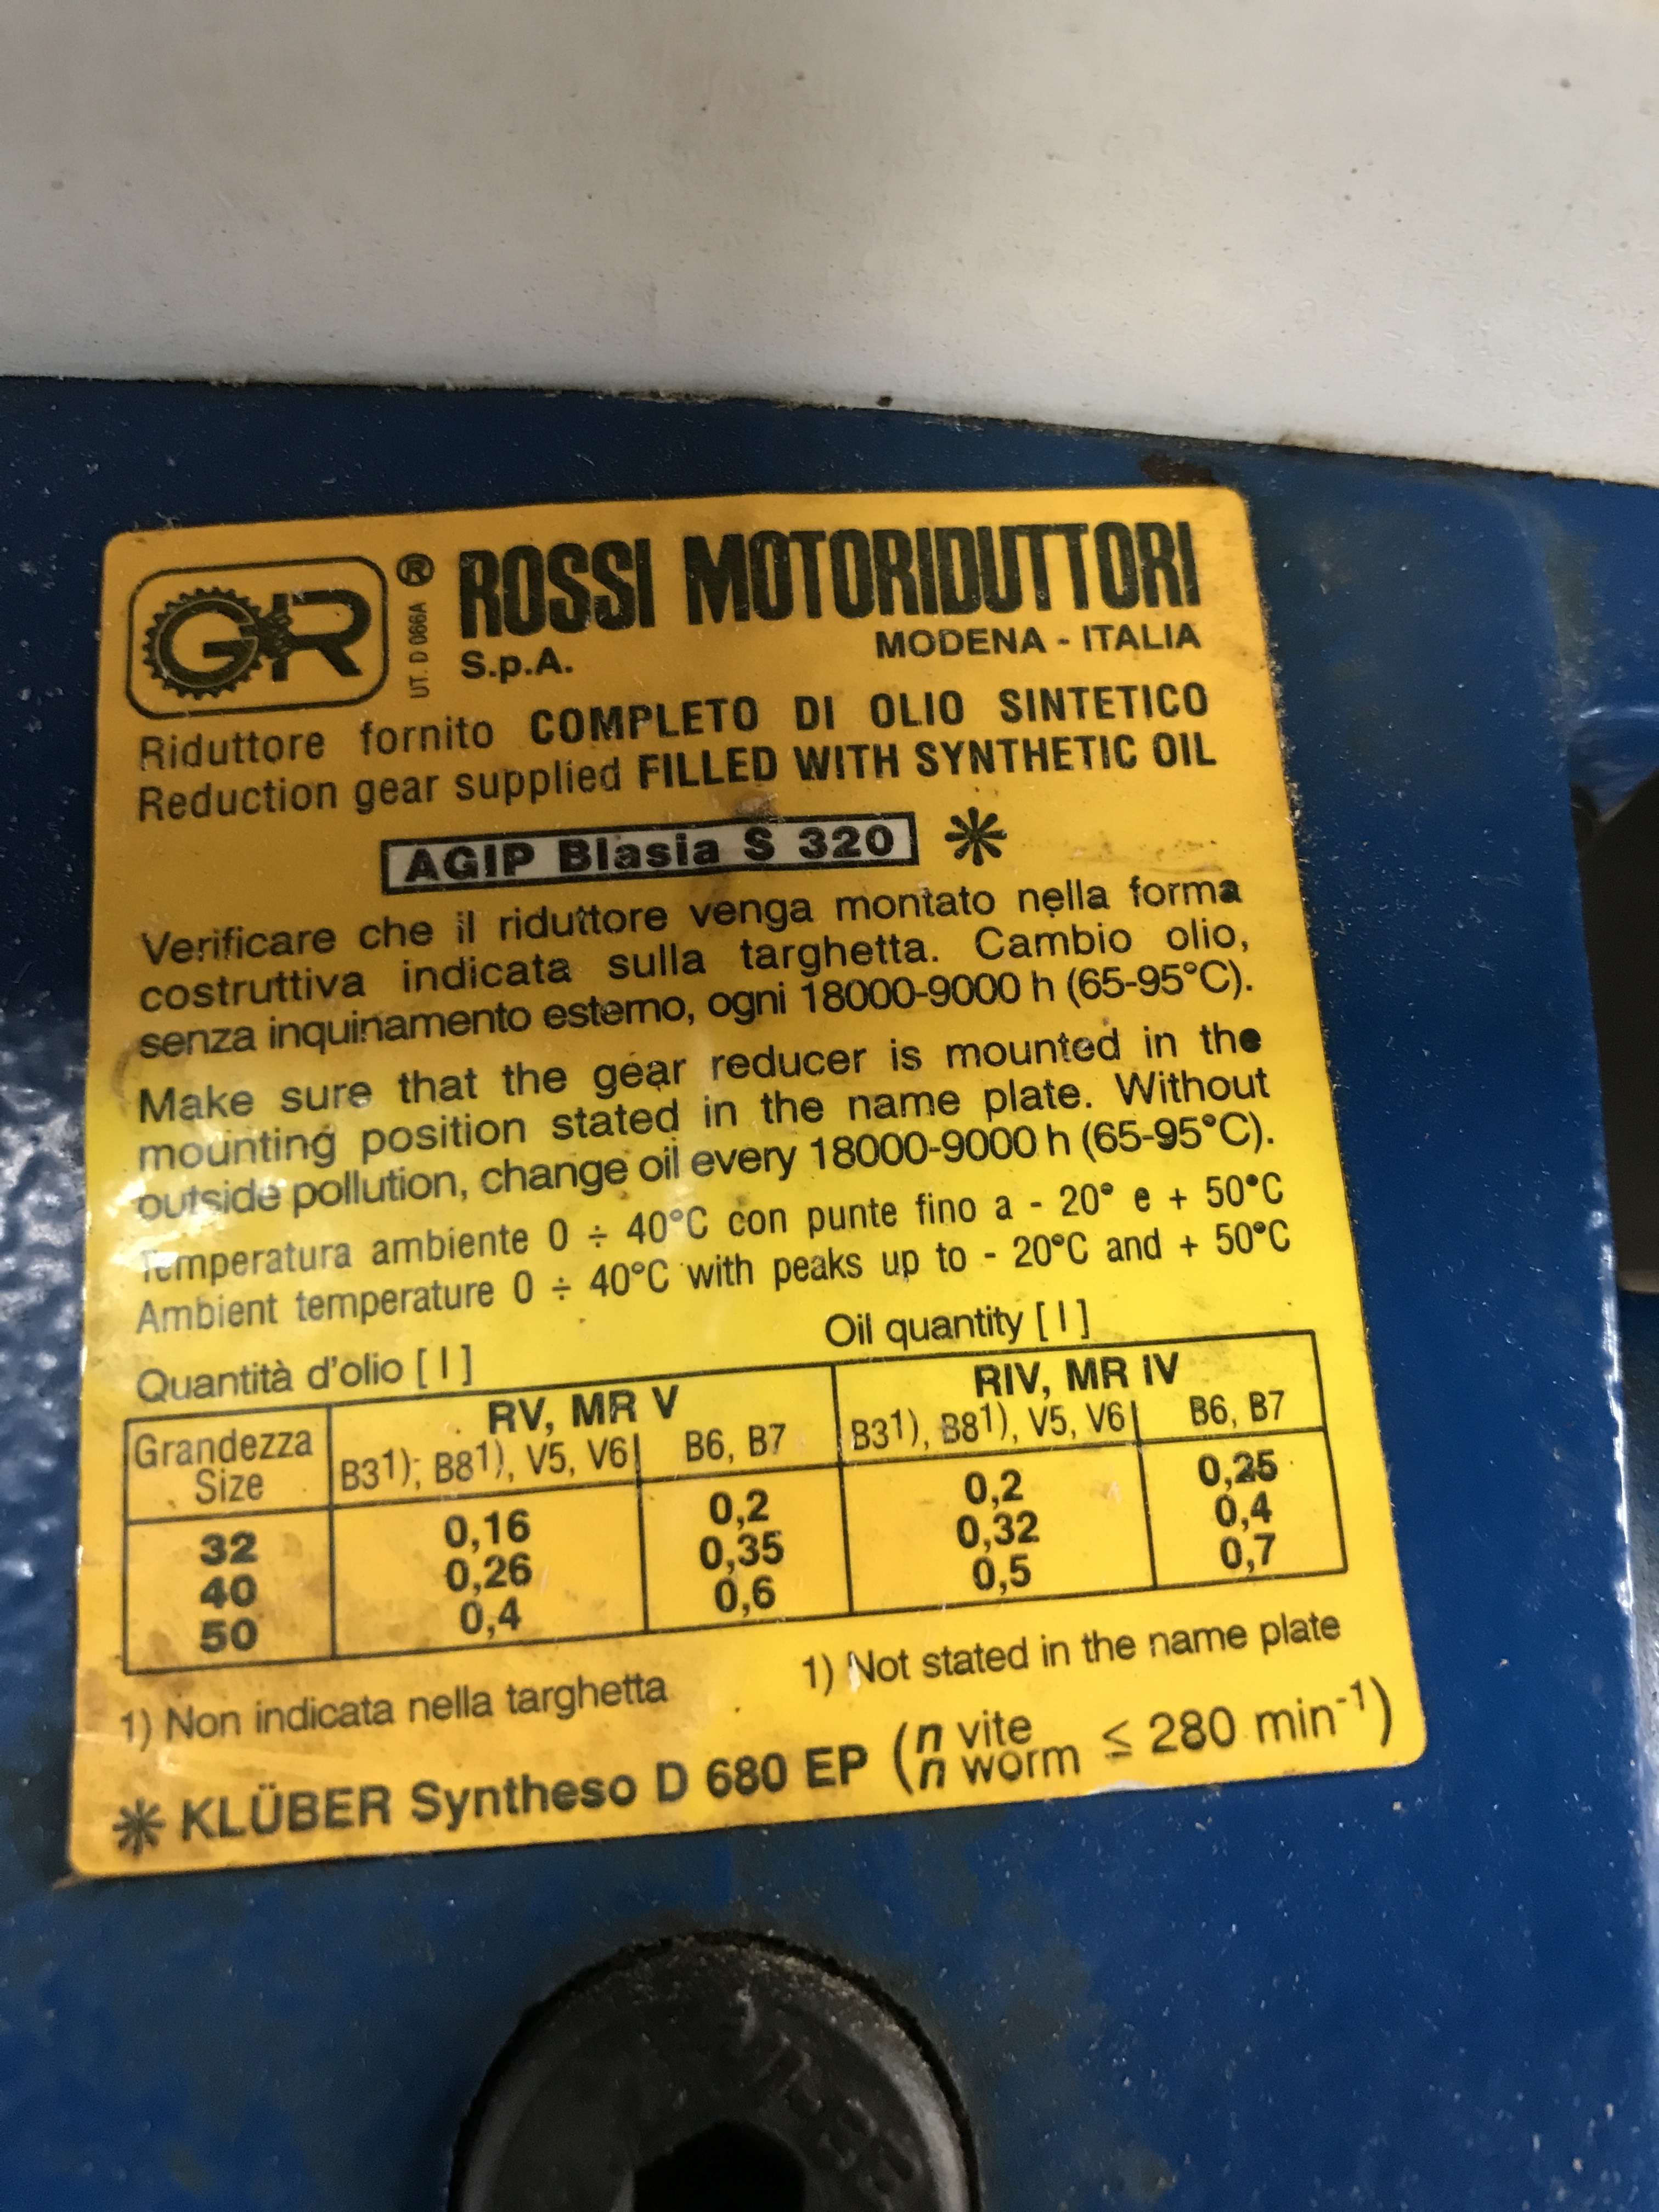 GR ® UT. D 066A ROSSI MOTORIDUTTORI
S.p.A. MODENA - ITALIA
Riduttore fornito COMPLETO DI OLIO SINTETICO
Reduction gear supplied FILLED WITH SYNTHETIC OIL
AGIP Blasia S 320 *
Verificare che il riduttore venga montato nella forma
costruttiva indicata sulla targhetta. Cambio olio,
senza inquinamento esterno, ogni 18000-9000 h (65-95°C).
Make sure that the gear reducer is mounted in the
mounting position stated in the name plate. Without
outside pollution, change oil every 18000-9000 h (65-95°C).
Temperatura ambiente 0 ÷ 40°C con punte fino a - 20° e + 50°C
Ambient temperature 0 ÷ 40°C with peaks up to - 20°C and + 50°C
Quantità d'olio [ l ] Oil quantity [ l ]
Grandezza RV, MR V RIV, MR IV
Size B3¹), B8¹), V5, V6 B6, B7 B3¹), B8¹), V5, V6 B6, B7
32 0,16 0,2 0,2 0,25
40 0,26 0,35 0,32 0,4
50 0,4 0,6 0,5 0,7
1) Non indicata nella targhetta 1) Not stated in the name plate
* KLÜBER Syntheso D 680 EP (n vite
n worm ≤ 280 min⁻¹)